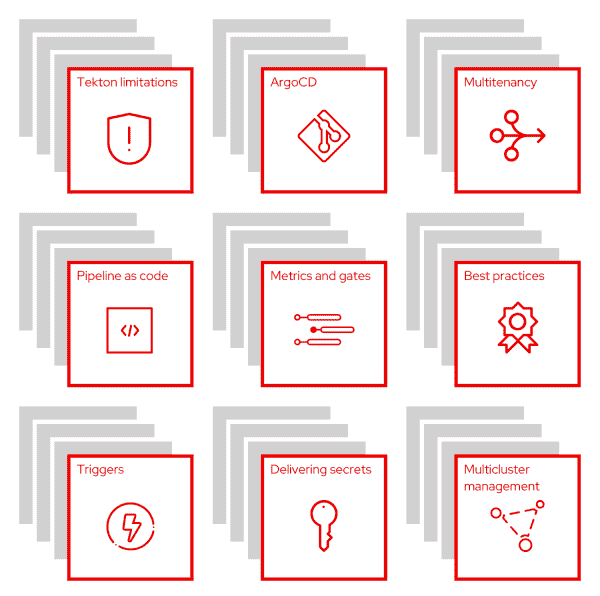 Tekton limitations
ArgoCD
Multitenancy
Pipeline as code
Metrics and gates
Best practices
Triggers
Delivering secrets
Multicluster
management